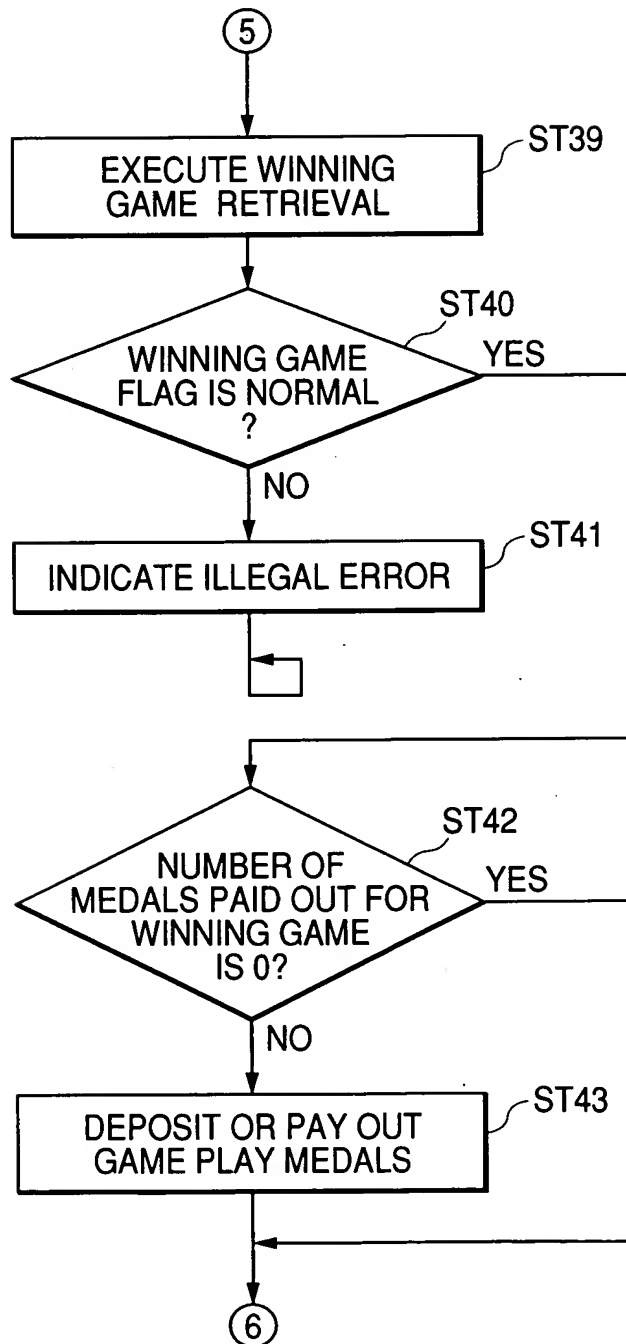 5
ST39
EXECUTE WINNING
GAME RETRIEVAL
ST40
WINNING GAME
FLAG IS NORMAL
?
YES
NO
ST41
INDICATE ILLEGAL ERROR
ST42
NUMBER OF
MEDALS PAID OUT FOR
WINNING GAME
IS 0?
YES
NO
ST43
DEPOSIT OR PAY OUT
GAME PLAY MEDALS
6